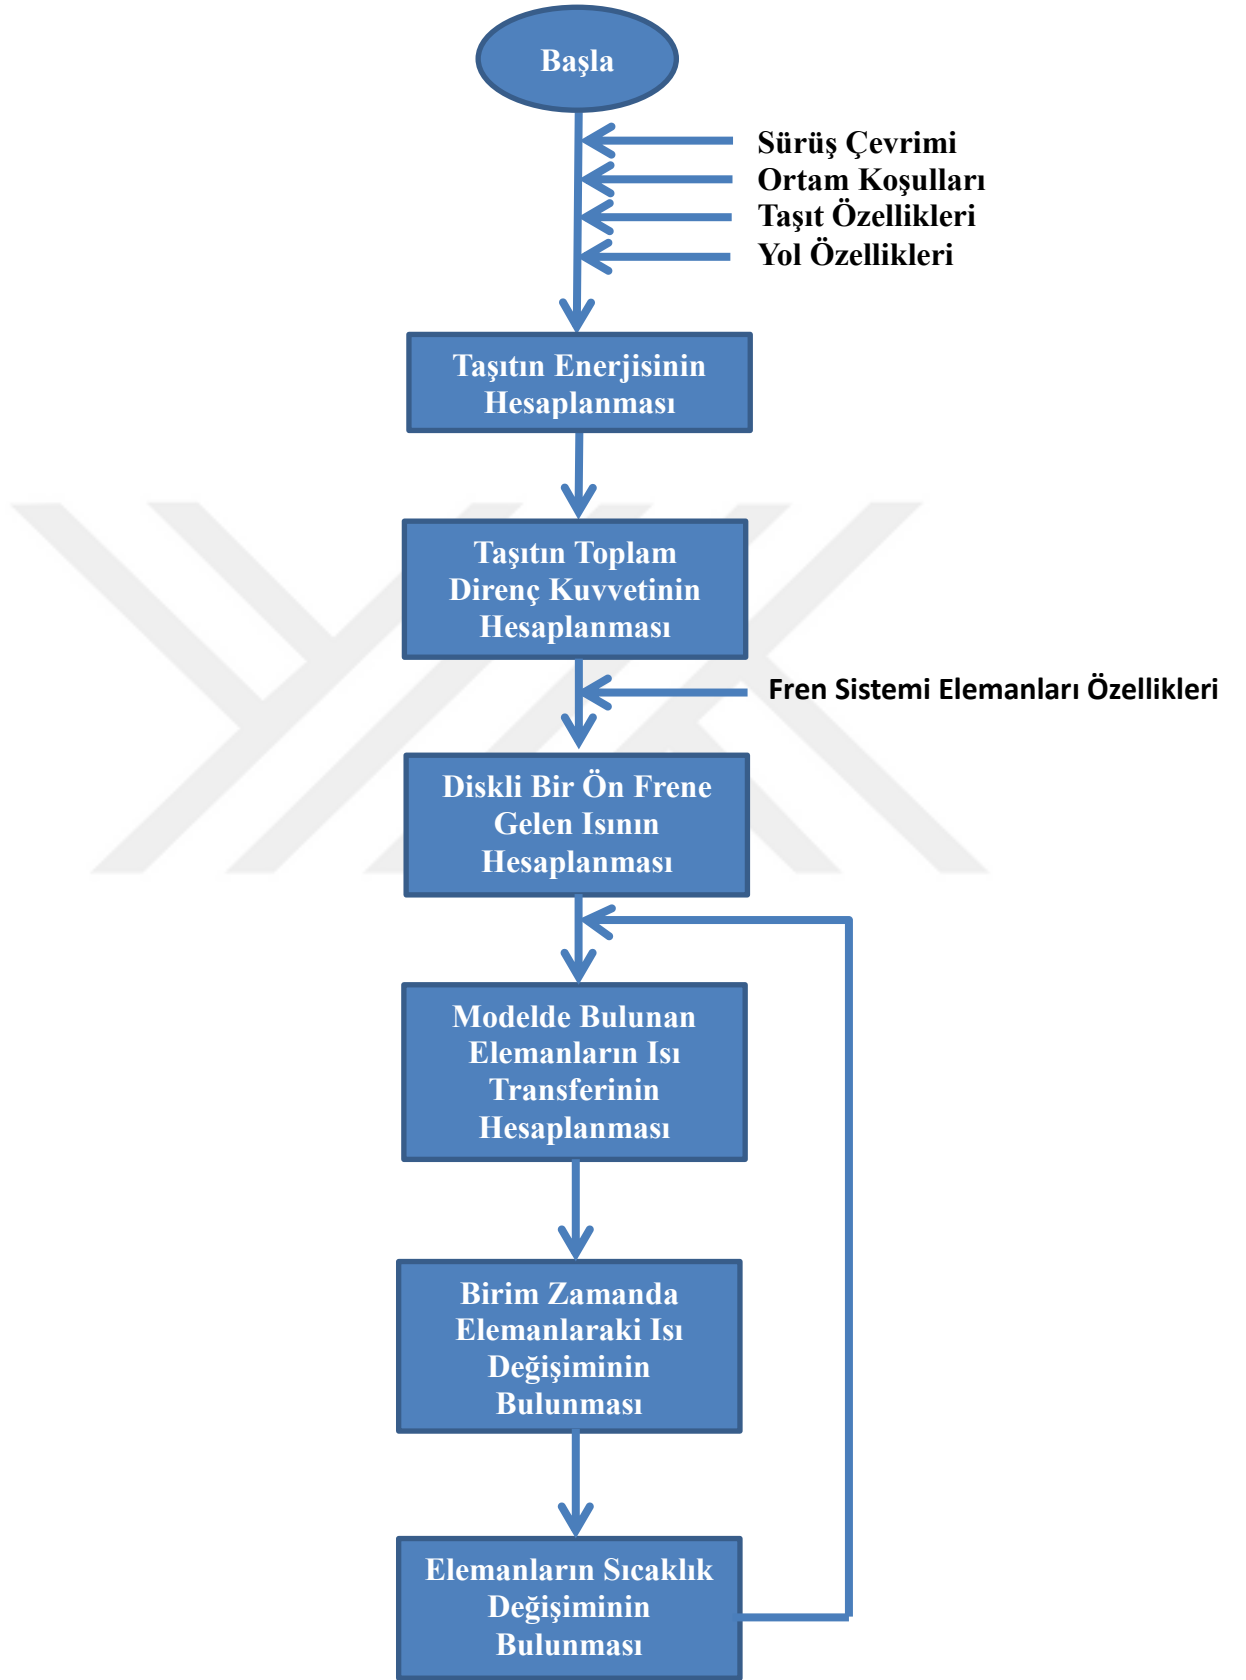 Başla
Sürüş Çevrimi
Ortam Koşulları
Taşıt Özellikleri
Yol Özellikleri
Taşıtın Enerjisinin
Hesaplanması
Taşıtın Toplam
Direnç Kuvvetinin
Hesaplanması
Fren Sistemi Elemanları Özellikleri
Diskli Bir Ön Frene
Gelen Isının
Hesaplanması
Modelde Bulunan
Elemanların Isı
Transferinin
Hesaplanması
Birim Zamanda
Elemanlaraki Isı
Değişiminin
Bulunması
Elemanların Sıcaklık
Değişiminin
Bulunması